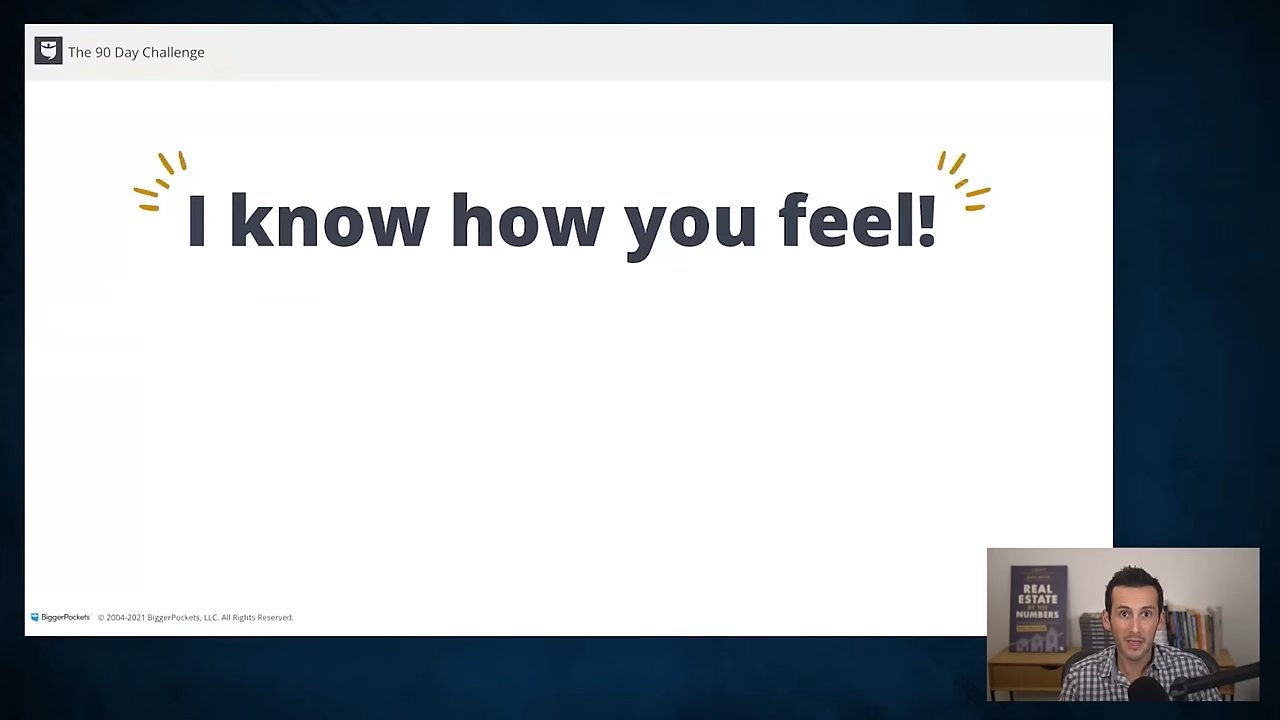 The 90 Day Challenge
I know how you feel!
BiggerPockets © 2004-2021 BiggerPockets, LLC. All Rights Reserved.
REAL
ESTATE
BY THE
NUMBERS